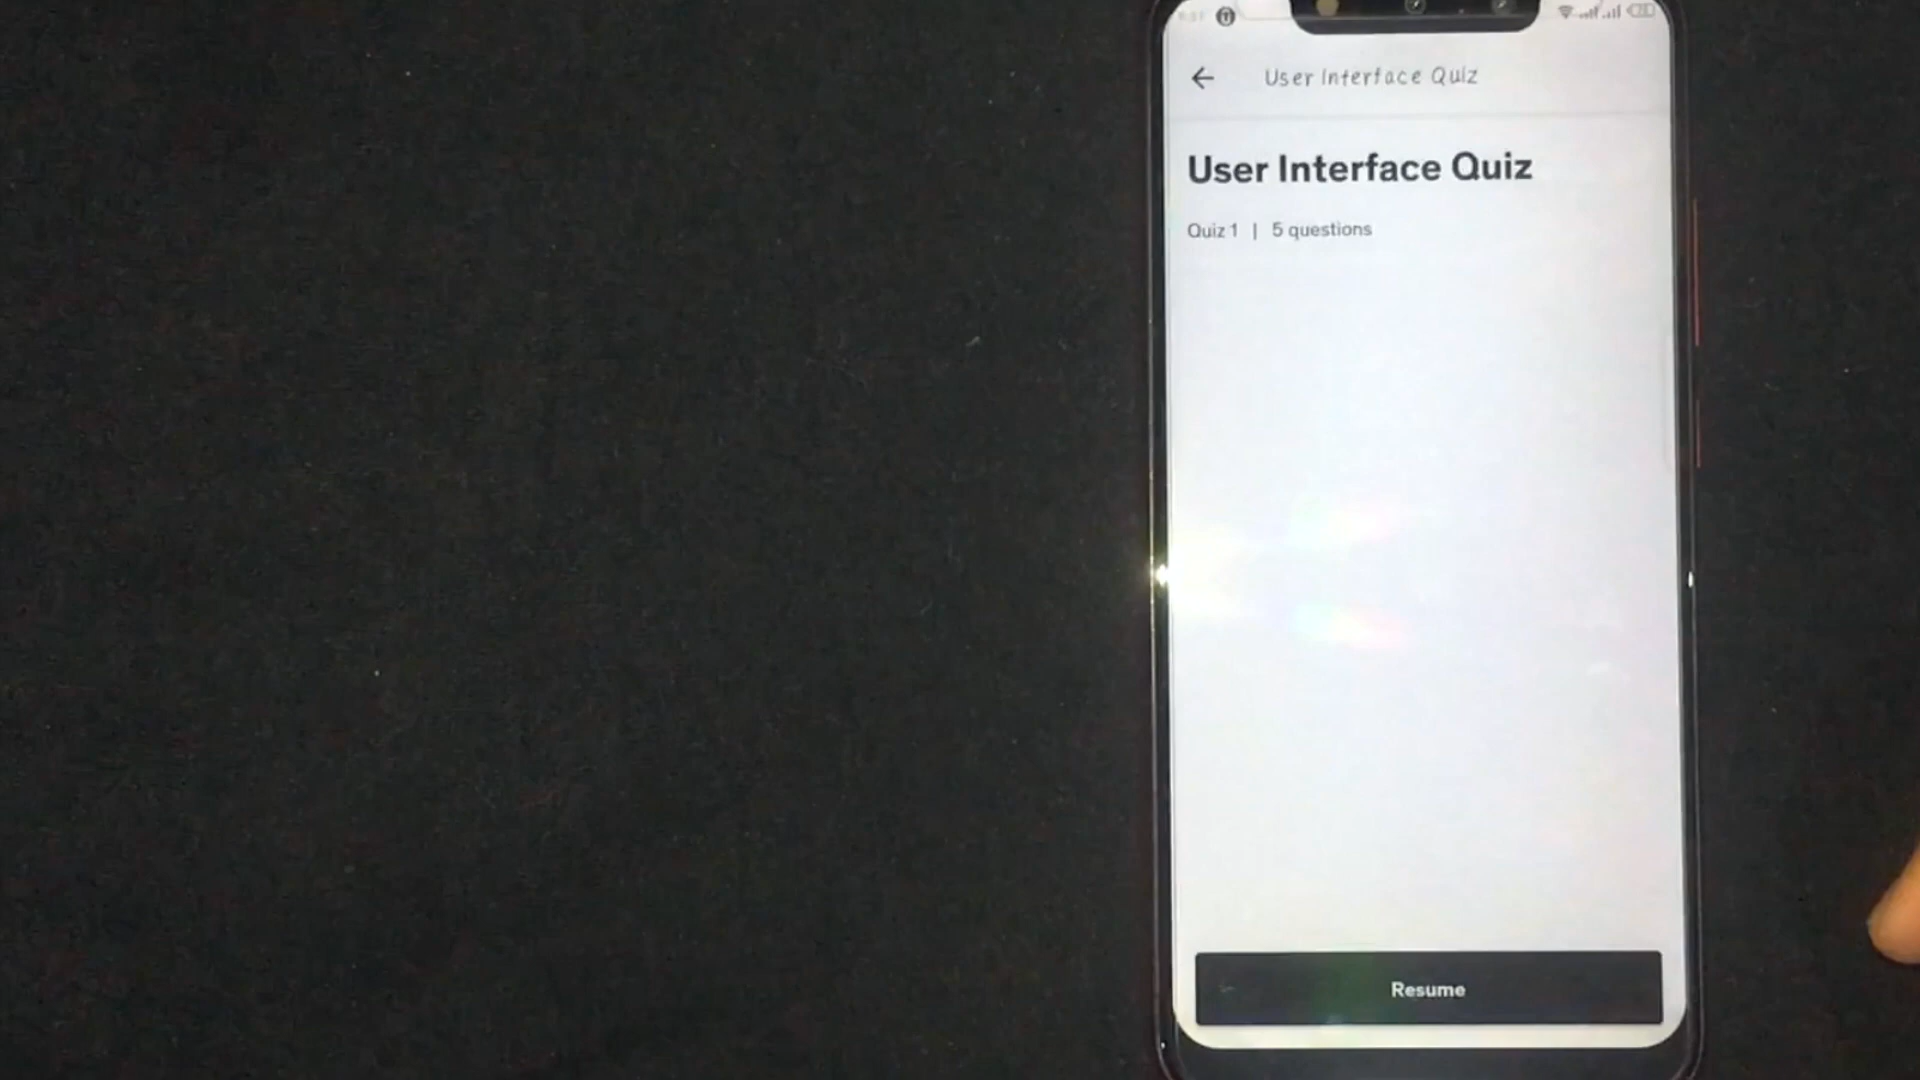 User Interface Quiz
User Interface Quiz
Quiz 1 | 5 questions
Resume